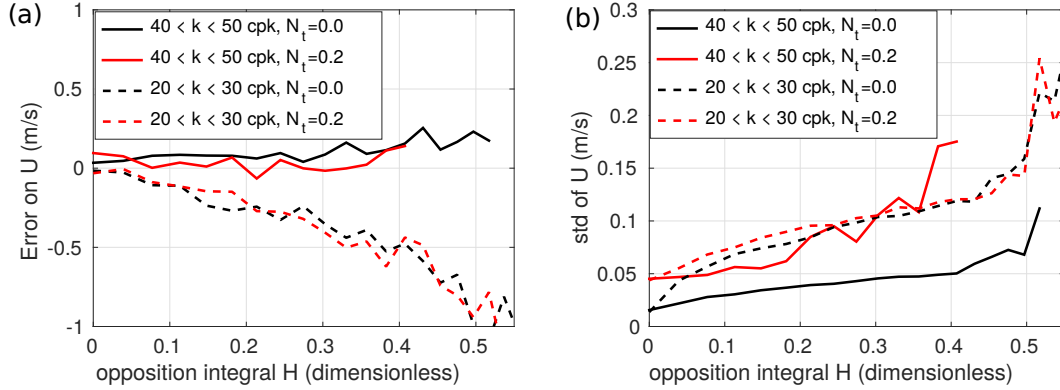 (a)
40 < k < 50 cpk, N_t=0.0
40 < k < 50 cpk, N_t=0.2
20 < k < 30 cpk, N_t=0.0
20 < k < 30 cpk, N_t=0.2
Error on U (m/s)
1
0.5
0
-0.5
-1
0 0.1 0.2 0.3 0.4 0.5
opposition integral H (dimensionless)
(b)
40 < k < 50 cpk, N_t=0.0
40 < k < 50 cpk, N_t=0.2
20 < k < 30 cpk, N_t=0.0
20 < k < 30 cpk, N_t=0.2
std of U (m/s)
0.3
0.25
0.2
0.15
0.1
0.05
0
0 0.1 0.2 0.3 0.4 0.5
opposition integral H (dimensionless)